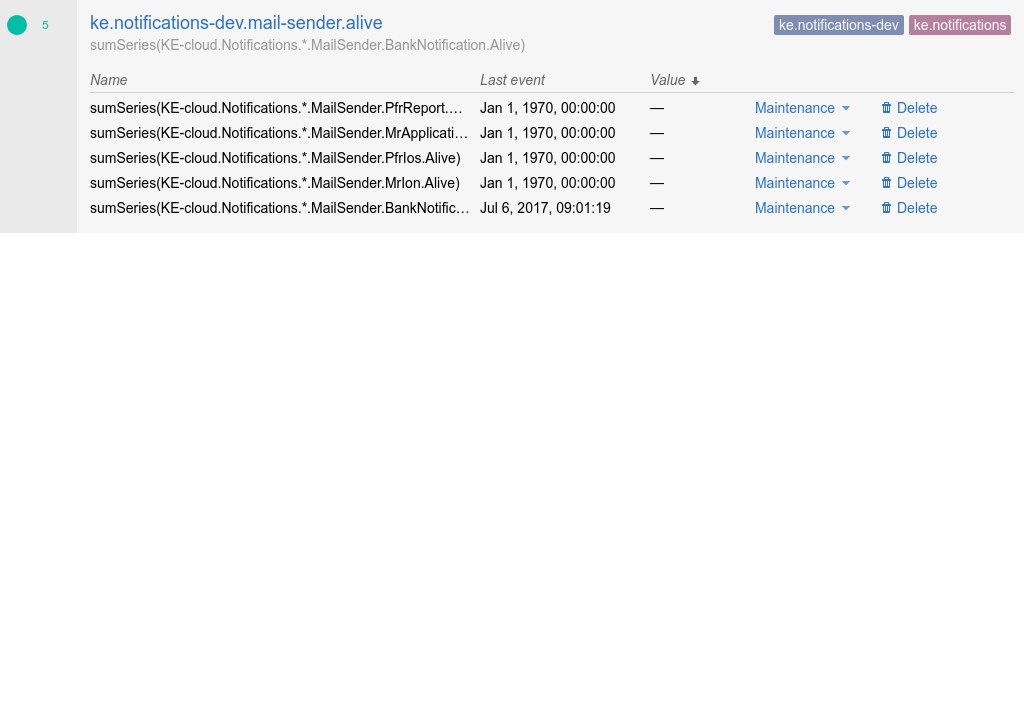 5 ke.notifications-dev.mail-sender.alive ke.notifications-dev ke.notifications
sumSeries(KE-cloud.Notifications.*.MailSender.BankNotification.Alive)
Name Last event Value
sumSeries(KE-cloud.Notifications.*.MailSender.PfrReport.… Jan 1, 1970, 00:00:00 — Maintenance Delete
sumSeries(KE-cloud.Notifications.*.MailSender.MrApplicati… Jan 1, 1970, 00:00:00 — Maintenance Delete
sumSeries(KE-cloud.Notifications.*.MailSender.PfrIos.Alive) Jan 1, 1970, 00:00:00 — Maintenance Delete
sumSeries(KE-cloud.Notifications.*.MailSender.MrIon.Alive) Jan 1, 1970, 00:00:00 — Maintenance Delete
sumSeries(KE-cloud.Notifications.*.MailSender.BankNotific… Jul 6, 2017, 09:01:19 — Maintenance Delete